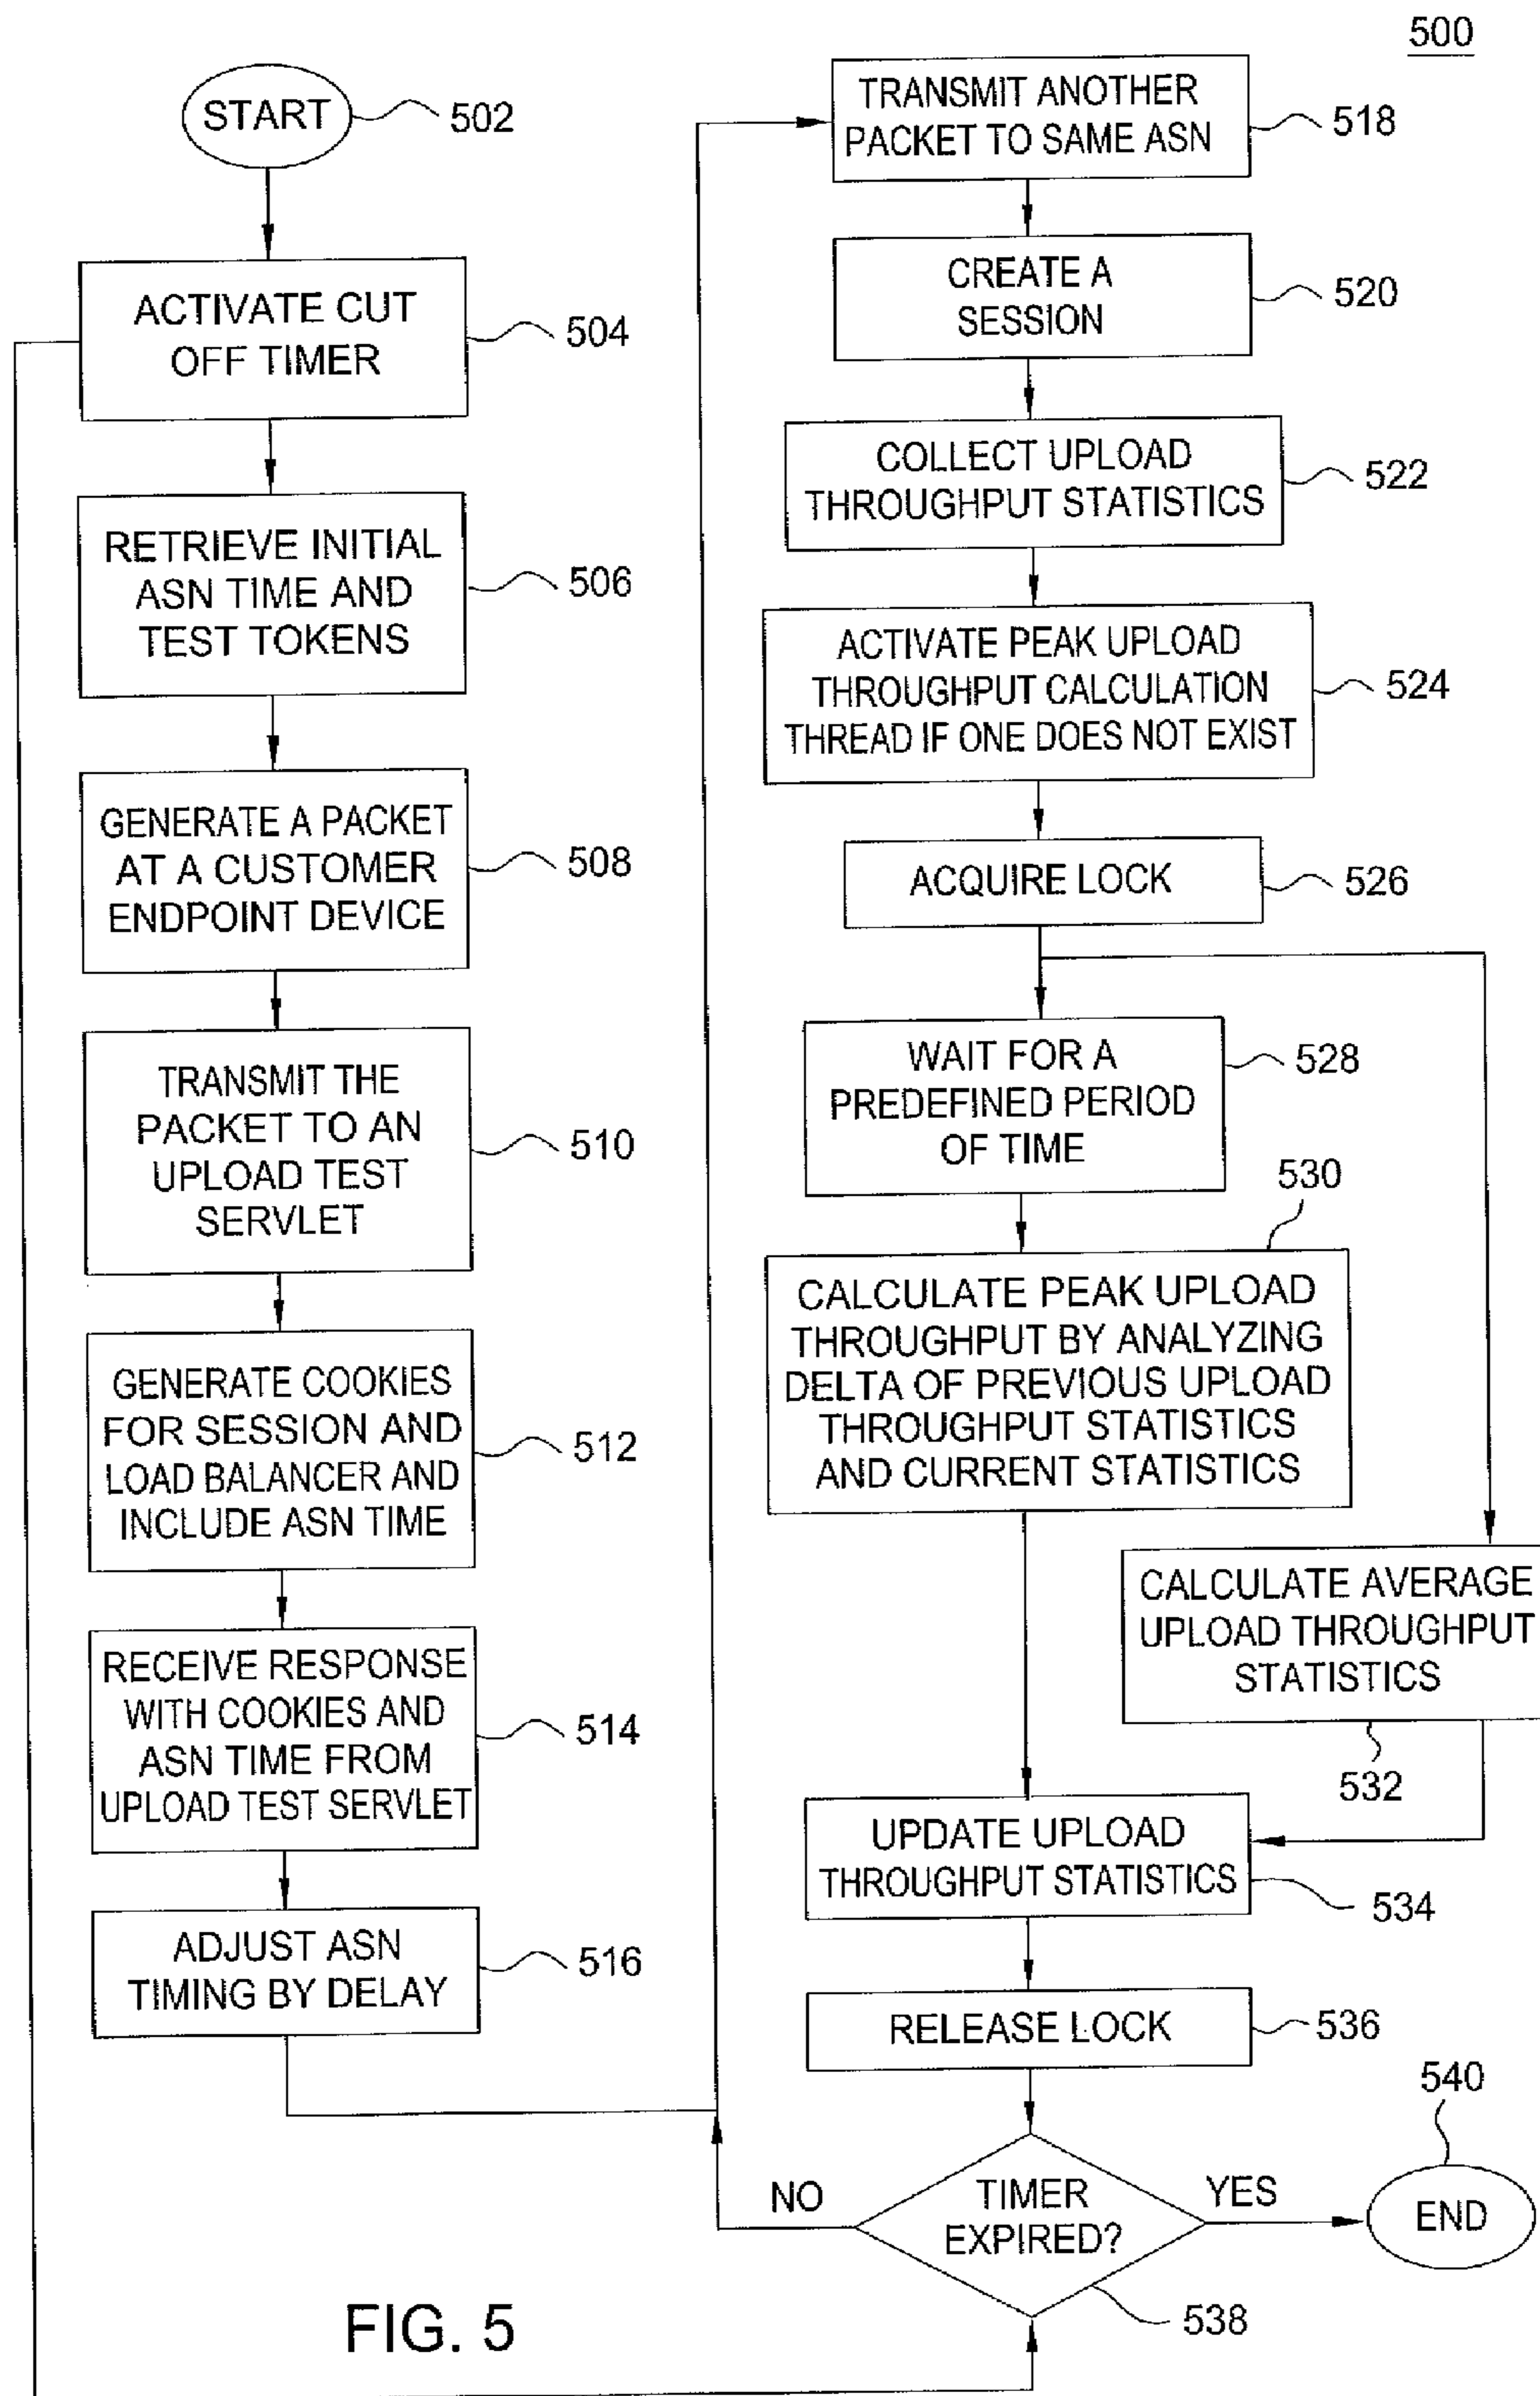 500
START
502
ACTIVATE CUT
OFF TIMER
504
RETRIEVE INITIAL
ASN TIME AND
TEST TOKENS
506
GENERATE A PACKET
AT A CUSTOMER
ENDPOINT DEVICE
508
TRANSMIT THE
PACKET TO AN
UPLOAD TEST
SERVLET
510
GENERATE COOKIES
FOR SESSION AND
LOAD BALANCER AND
INCLUDE ASN TIME
512
RECEIVE RESPONSE
WITH COOKIES AND
ASN TIME FROM
UPLOAD TEST SERVLET
514
ADJUST ASN
TIMING BY DELAY
516
TRANSMIT ANOTHER
PACKET TO SAME ASN
518
CREATE A
SESSION
520
COLLECT UPLOAD
THROUGHPUT STATISTICS
522
ACTIVATE PEAK UPLOAD
THROUGHPUT CALCULATION
THREAD IF ONE DOES NOT EXIST
524
ACQUIRE LOCK
526
WAIT FOR A
PREDEFINED PERIOD
OF TIME
528
530
CALCULATE PEAK UPLOAD
THROUGHPUT BY ANALYZING
DELTA OF PREVIOUS UPLOAD
THROUGHPUT STATISTICS
AND CURRENT STATISTICS
CALCULATE AVERAGE
UPLOAD THROUGHPUT
STATISTICS
532
UPDATE UPLOAD
THROUGHPUT STATISTICS
534
RELEASE LOCK
536
TIMER
EXPIRED?
538
NO
YES
540
END
FIG. 5